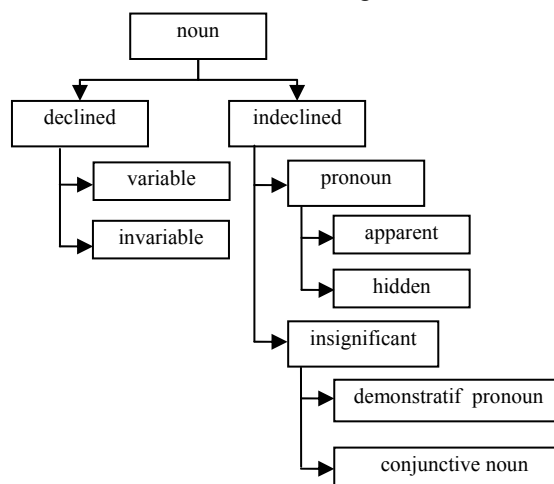 noun
declined
indeclined
variable
pronoun
invariable
apparent
hidden
insignificant
demonstratif pronoun
conjunctive noun